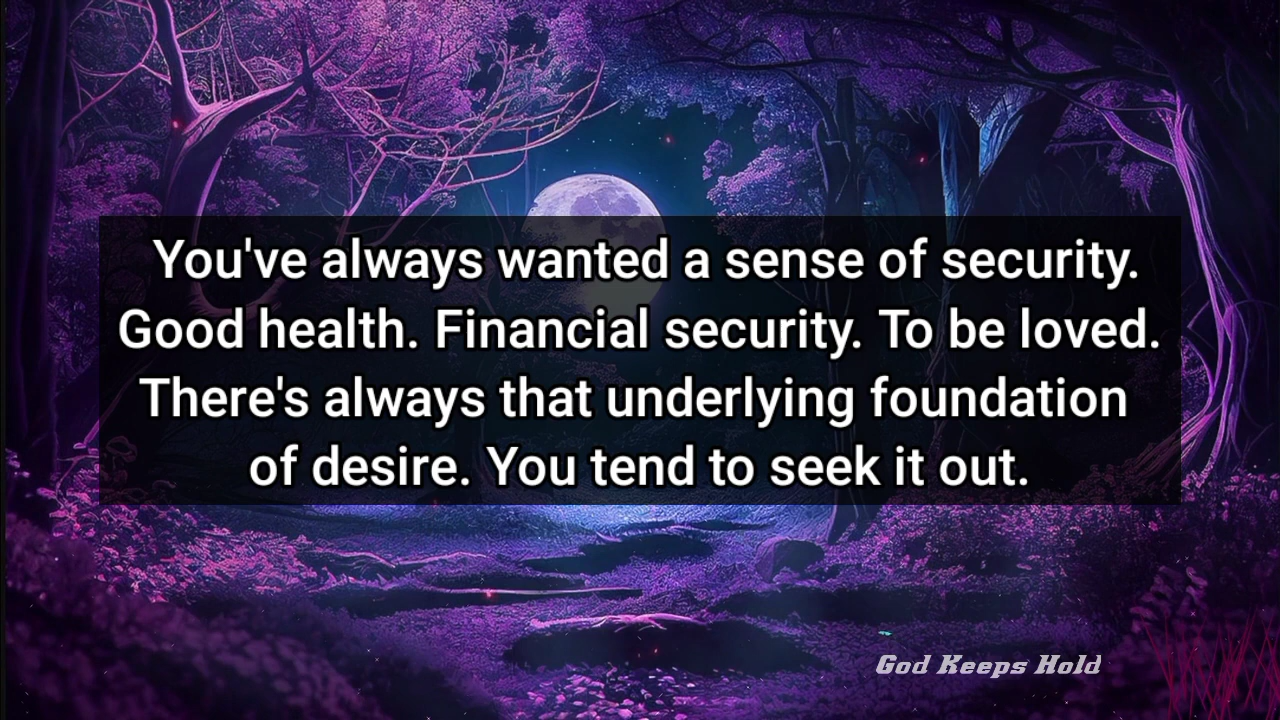 You've always wanted a sense of security.
Good health. Financial security. To be loved.
There's always that underlying foundation
of desire. You tend to seek it out.
God Keeps Hold